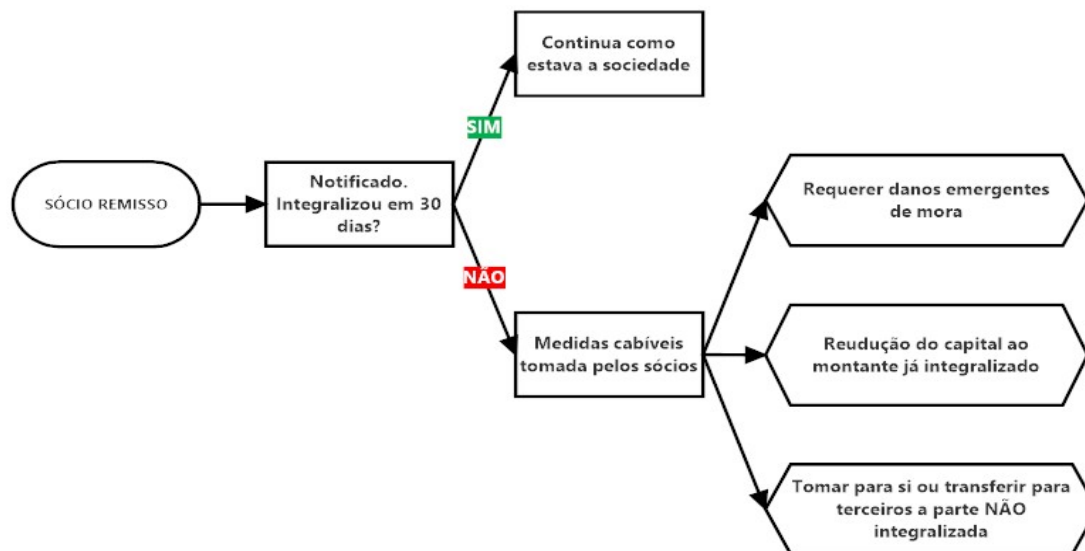 Continua como
estava a sociedade
SIM
SÓCIO REMISSO
Notificado.
Integralizou em 30
dias?
NÃO
Medidas cabíveis
tomada pelos sócios
Requerer danos emergentes
de mora
Reudução do capital ao
montante já integralizado
Tomar para si ou transferir para
terceiros a parte NÃO
integralizada